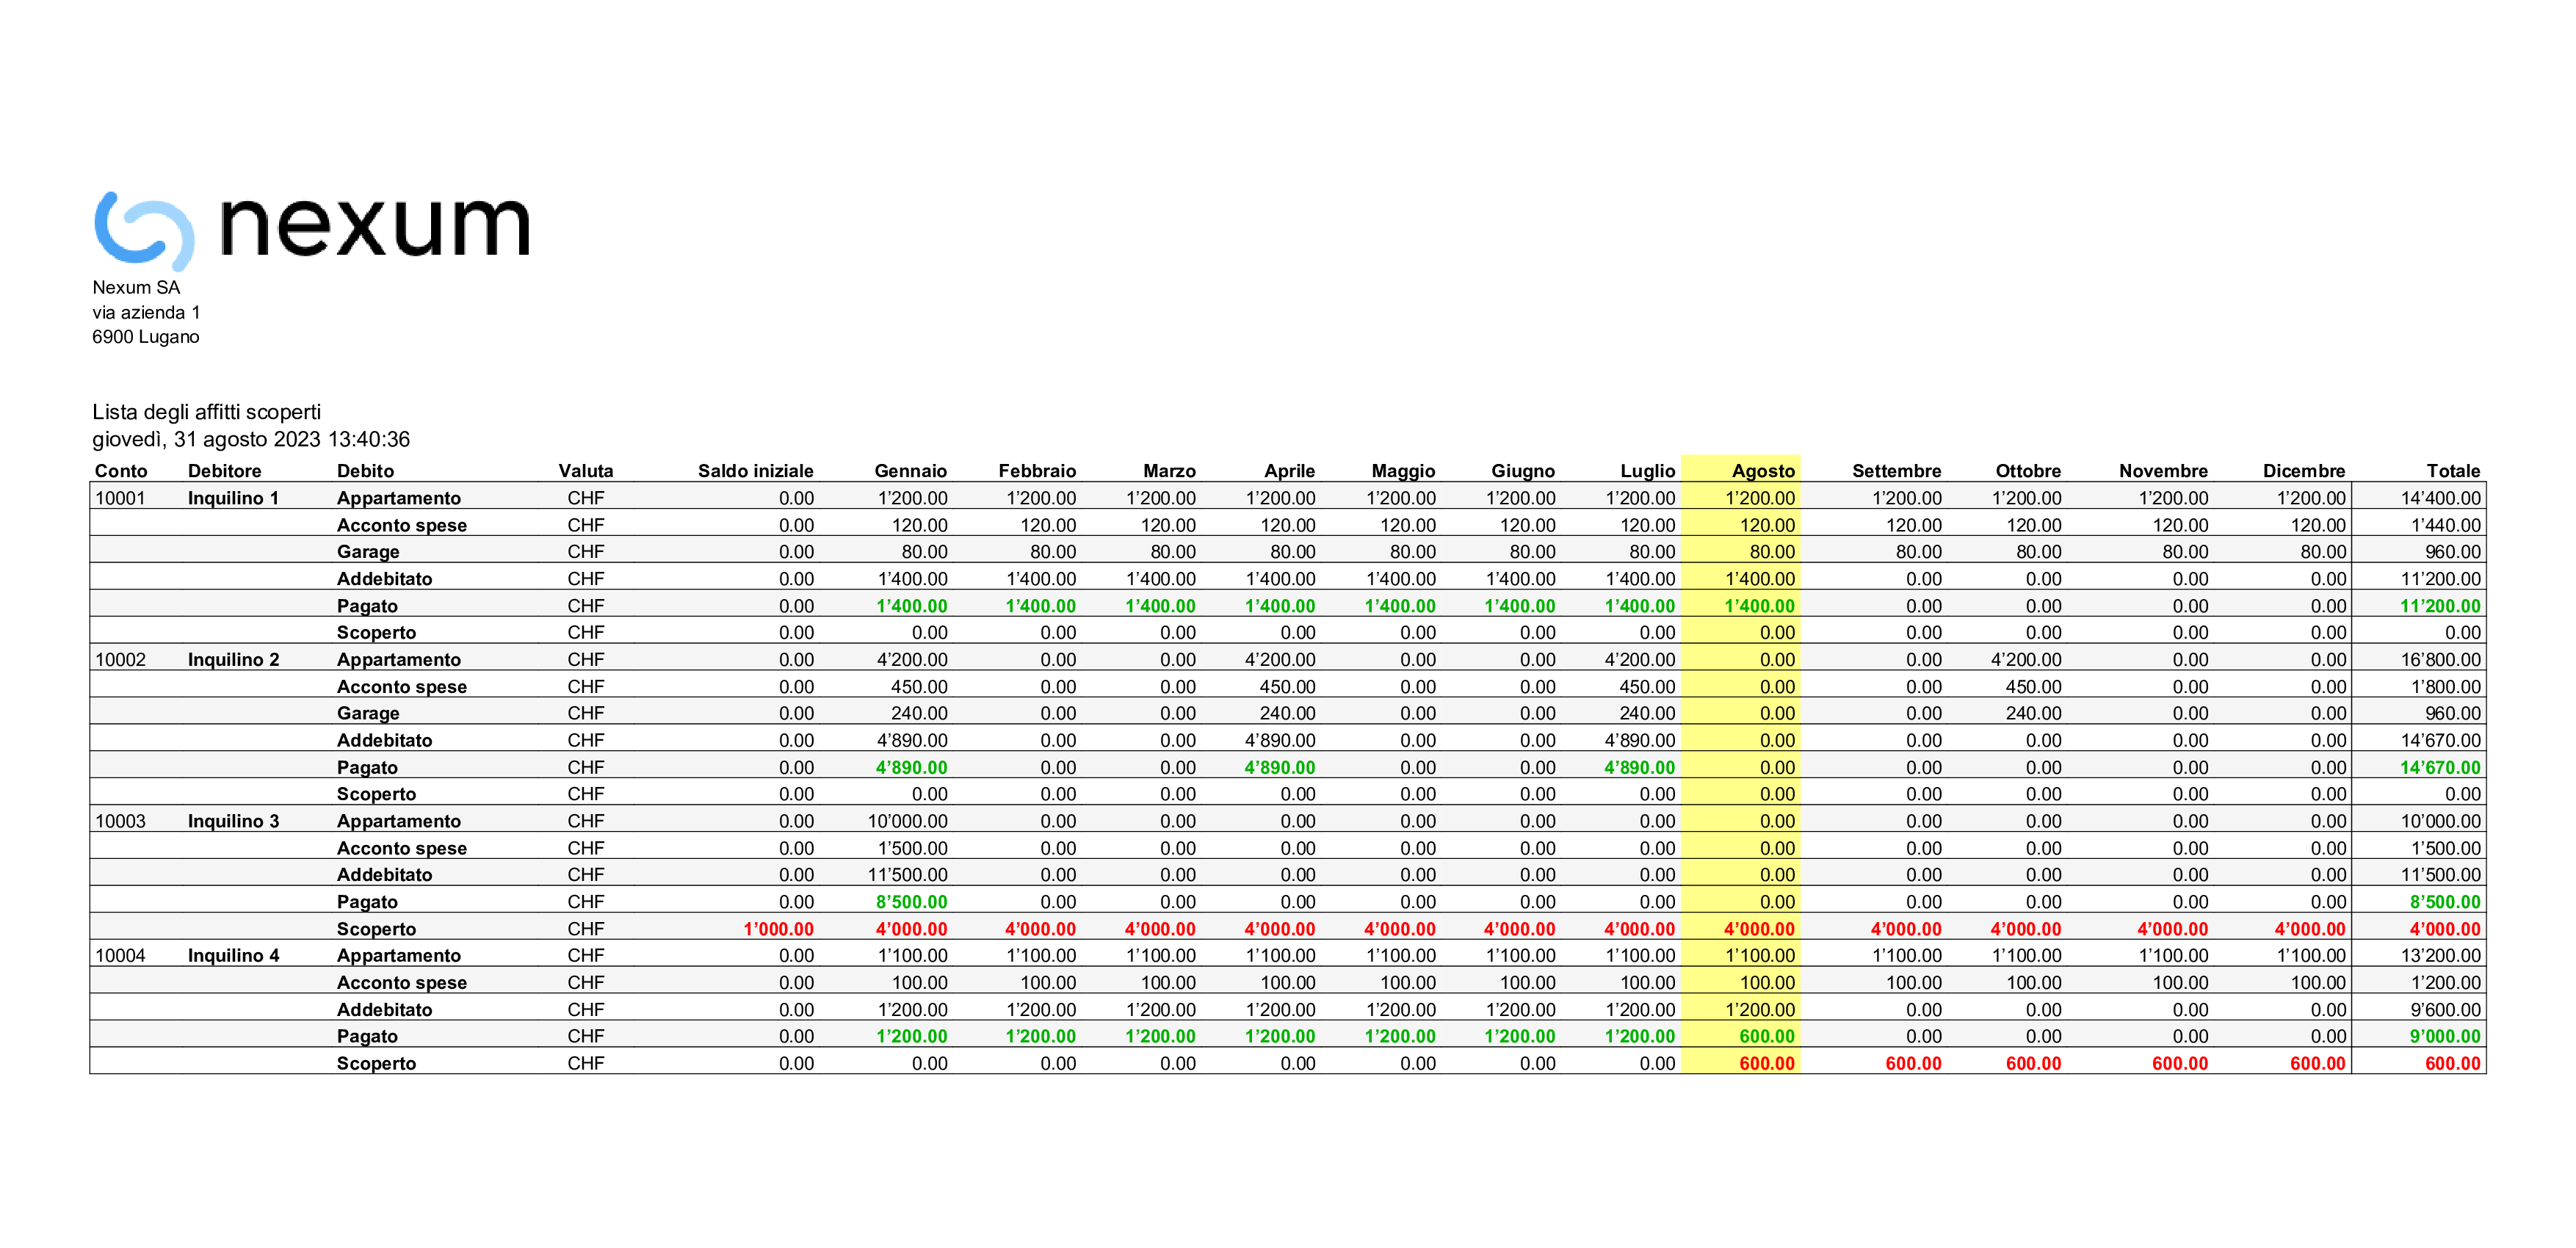 nexum
Nexum SA
via azienda 1
6900 Lugano
Lista degli affitti scoperti
giovedì, 31 agosto 2023 13:40:36
Conto Debitore Debito Valuta Saldo iniziale Gennaio Febbraio Marzo Aprile Maggio Giugno Luglio Agosto Settembre Ottobre Novembre Dicembre Totale
10001 Inquilino 1 Appartamento CHF 0.00 1’200.00 1’200.00 1’200.00 1’200.00 1’200.00 1’200.00 1’200.00 1’200.00 1’200.00 1’200.00 1’200.00 1’200.00 14’400.00
Acconto spese CHF 0.00 120.00 120.00 120.00 120.00 120.00 120.00 120.00 120.00 120.00 120.00 120.00 120.00 1’440.00
Garage CHF 0.00 80.00 80.00 80.00 80.00 80.00 80.00 80.00 80.00 80.00 80.00 80.00 80.00 960.00
Addebitato CHF 0.00 1’400.00 1’400.00 1’400.00 1’400.00 1’400.00 1’400.00 1’400.00 1’400.00 0.00 0.00 0.00 0.00 11’200.00
Pagato CHF 0.00 1’400.00 1’400.00 1’400.00 1’400.00 1’400.00 1’400.00 1’400.00 1’400.00 0.00 0.00 0.00 0.00 11’200.00
Scoperto CHF 0.00 0.00 0.00 0.00 0.00 0.00 0.00 0.00 0.00 0.00 0.00 0.00 0.00 0.00
10002 Inquilino 2 Appartamento CHF 0.00 4’200.00 0.00 0.00 4’200.00 0.00 0.00 4’200.00 0.00 0.00 4’200.00 0.00 0.00 16’800.00
Acconto spese CHF 0.00 450.00 0.00 0.00 450.00 0.00 0.00 450.00 0.00 0.00 450.00 0.00 0.00 1’800.00
Garage CHF 0.00 240.00 0.00 0.00 240.00 0.00 0.00 240.00 0.00 0.00 240.00 0.00 0.00 960.00
Addebitato CHF 0.00 4’890.00 0.00 0.00 4’890.00 0.00 0.00 4’890.00 0.00 0.00 0.00 0.00 0.00 14’670.00
Pagato CHF 0.00 4’890.00 0.00 0.00 4’890.00 0.00 0.00 4’890.00 0.00 0.00 0.00 0.00 0.00 14’670.00
Scoperto CHF 0.00 0.00 0.00 0.00 0.00 0.00 0.00 0.00 0.00 0.00 0.00 0.00 0.00 0.00
10003 Inquilino 3 Appartamento CHF 0.00 10’000.00 0.00 0.00 0.00 0.00 0.00 0.00 0.00 0.00 0.00 0.00 0.00 10’000.00
Acconto spese CHF 0.00 1’500.00 0.00 0.00 0.00 0.00 0.00 0.00 0.00 0.00 0.00 0.00 0.00 1’500.00
Addebitato CHF 0.00 11’500.00 0.00 0.00 0.00 0.00 0.00 0.00 0.00 0.00 0.00 0.00 0.00 11’500.00
Pagato CHF 0.00 8’500.00 0.00 0.00 0.00 0.00 0.00 0.00 0.00 0.00 0.00 0.00 0.00 8’500.00
Scoperto CHF 1’000.00 4’000.00 4’000.00 4’000.00 4’000.00 4’000.00 4’000.00 4’000.00 4’000.00 4’000.00 4’000.00 4’000.00 4’000.00 4’000.00
10004 Inquilino 4 Appartamento CHF 0.00 1’100.00 1’100.00 1’100.00 1’100.00 1’100.00 1’100.00 1’100.00 1’100.00 1’100.00 1’100.00 1’100.00 1’100.00 13’200.00
Acconto spese CHF 0.00 100.00 100.00 100.00 100.00 100.00 100.00 100.00 100.00 100.00 100.00 100.00 100.00 1’200.00
Addebitato CHF 0.00 1’200.00 1’200.00 1’200.00 1’200.00 1’200.00 1’200.00 1’200.00 1’200.00 0.00 0.00 0.00 0.00 9’600.00
Pagato CHF 0.00 1’200.00 1’200.00 1’200.00 1’200.00 1’200.00 1’200.00 1’200.00 600.00 0.00 0.00 0.00 0.00 9’000.00
Scoperto CHF 0.00 0.00 0.00 0.00 0.00 0.00 0.00 0.00 600.00 600.00 600.00 600.00 600.00 600.00